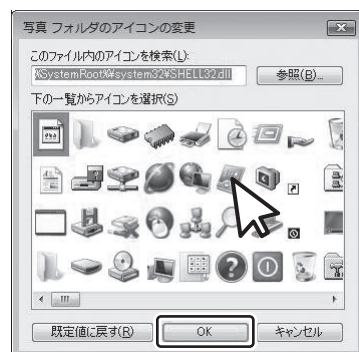 写真 フォルダのアイコンの変更
このファイル内のアイコンを検索(L):
%SystemRoot%¥system32¥SHELL32.dll
参照(B)...
下の一覧からアイコンを選択(S)
既定値に戻す(R)
OK
キャンセル